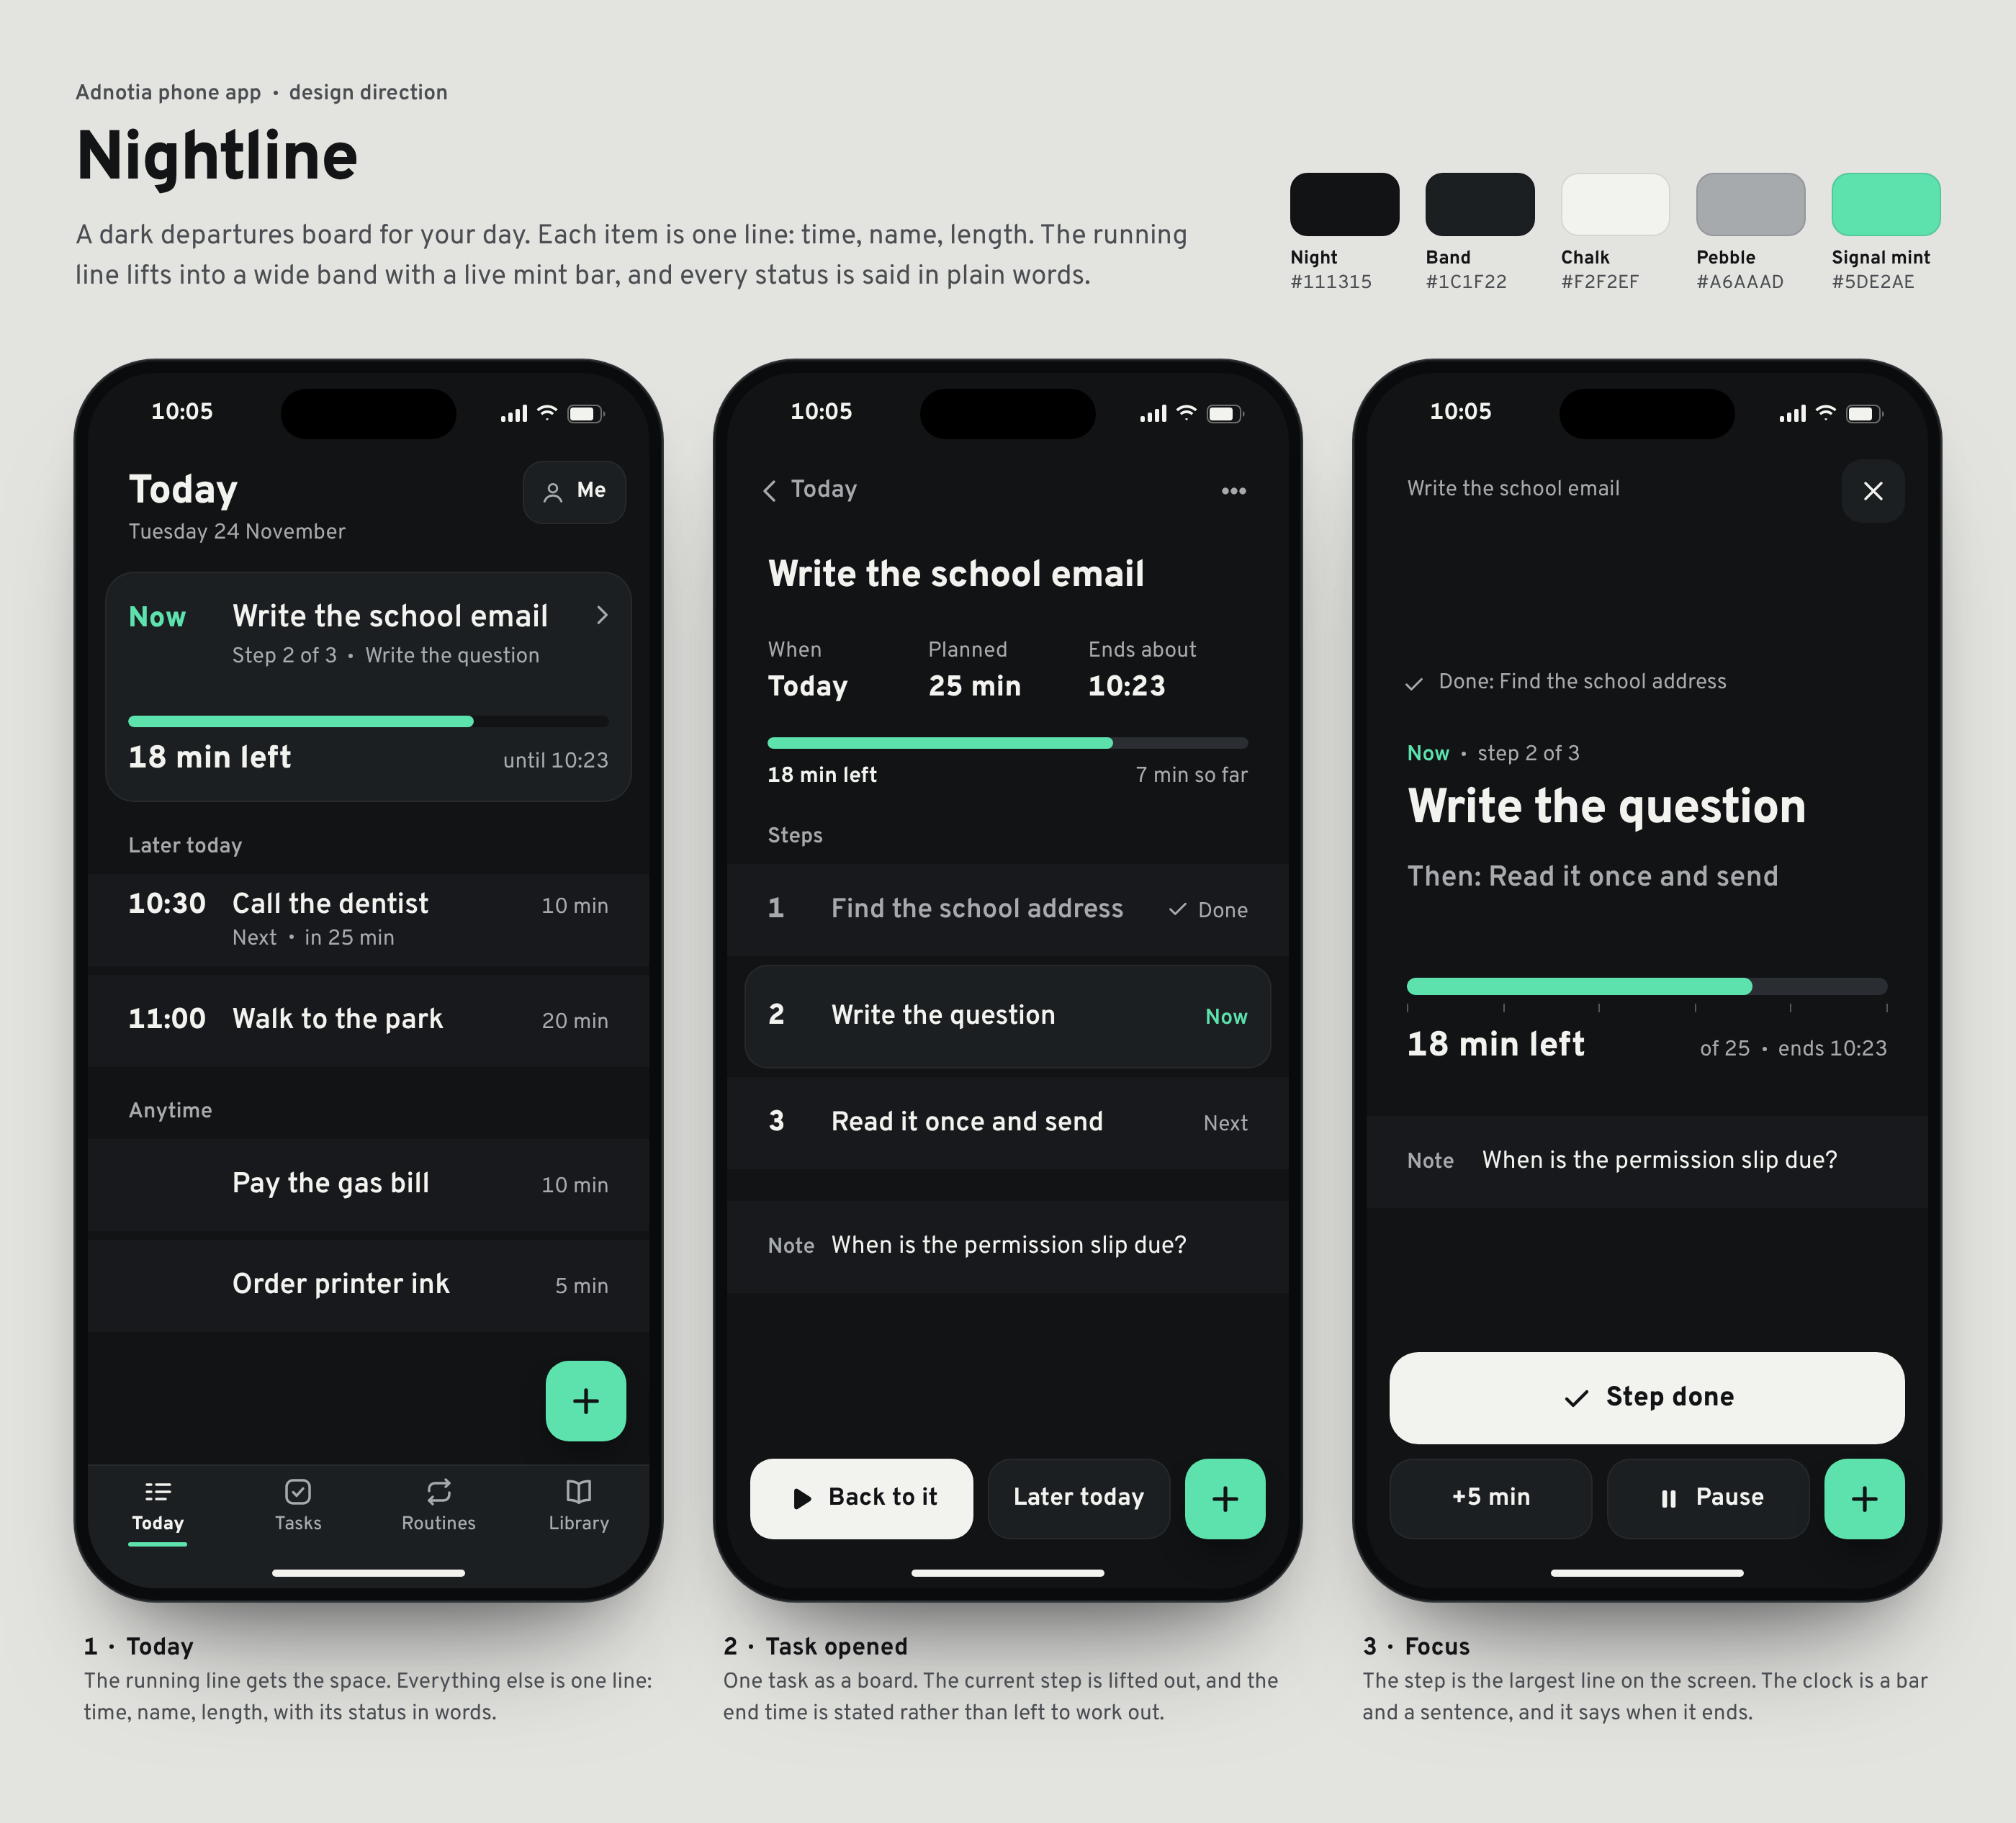 Adnotia phone app • design direction
Nightline
A dark departures board for your day. Each item is one line: time, name, length. The running
line lifts into a wide band with a live mint bar, and every status is said in plain words.
Night
#111315
Band
#1C1F22
Chalk
#F2F2EF
Pebble
#A6AAAD
Signal mint
#5DE2AE
10:05
Today
Me
Tuesday 24 November
Now Write the school email
Step 2 of 3 • Write the question
18 min left until 10:23
Later today
10:30 Call the dentist 10 min
Next • in 25 min
11:00 Walk to the park 20 min
Anytime
Pay the gas bill 10 min
Order printer ink 5 min
Today Tasks Routines Library
1 · Today
The running line gets the space. Everything else is one line:
time, name, length, with its status in words.
10:05
Today
Write the school email
When Planned Ends about
Today 25 min 10:23
18 min left 7 min so far
Steps
1 Find the school address Done
2 Write the question Now
3 Read it once and send Next
Note When is the permission slip due?
Back to it Later today
2 · Task opened
One task as a board. The current step is lifted out, and the
end time is stated rather than left to work out.
10:05
Write the school email
Done: Find the school address
Now • step 2 of 3
Write the question
Then: Read it once and send
18 min left of 25 • ends 10:23
Note When is the permission slip due?
Step done
+5 min Pause
3 · Focus
The step is the largest line on the screen. The clock is a bar
and a sentence, and it says when it ends.